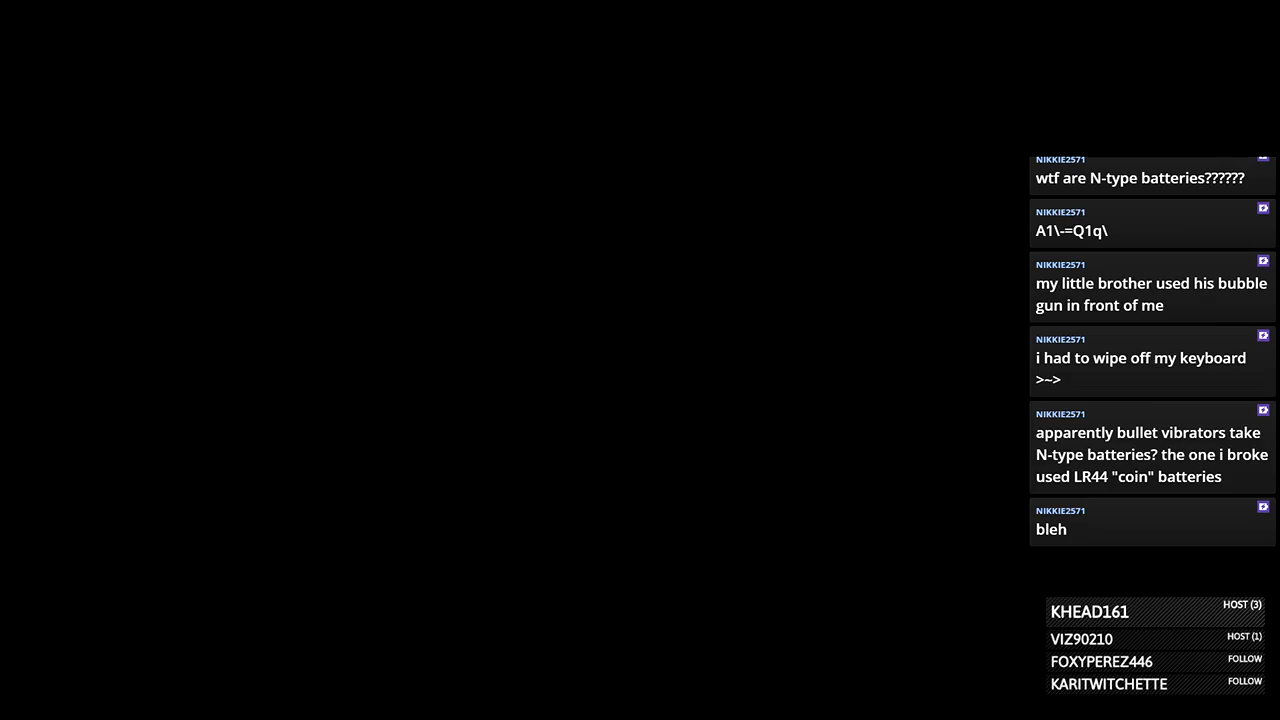 NIKKIE2571
wtf are N-type batteries??????
NIKKIE2571
A1\-=Q1q\
NIKKIE2571
my little brother used his bubble
gun in front of me
NIKKIE2571
i had to wipe off my keyboard
>~>
NIKKIE2571
apparently bullet vibrators take
N-type batteries? the one i broke
used LR44 "coin" batteries
NIKKIE2571
bleh
KHEAD161 HOST (3)
VIZ90210 HOST (1)
FOXYPEREZ446 FOLLOW
KARITWITCHETTE FOLLOW